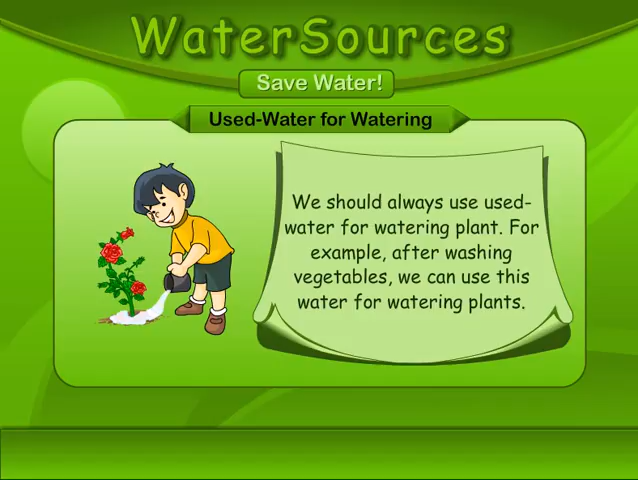 WaterSources
Save Water!
Used-Water for Watering
We should always use used-
water for watering plant. For
example, after washing
vegetables, we can use this
water for watering plants.